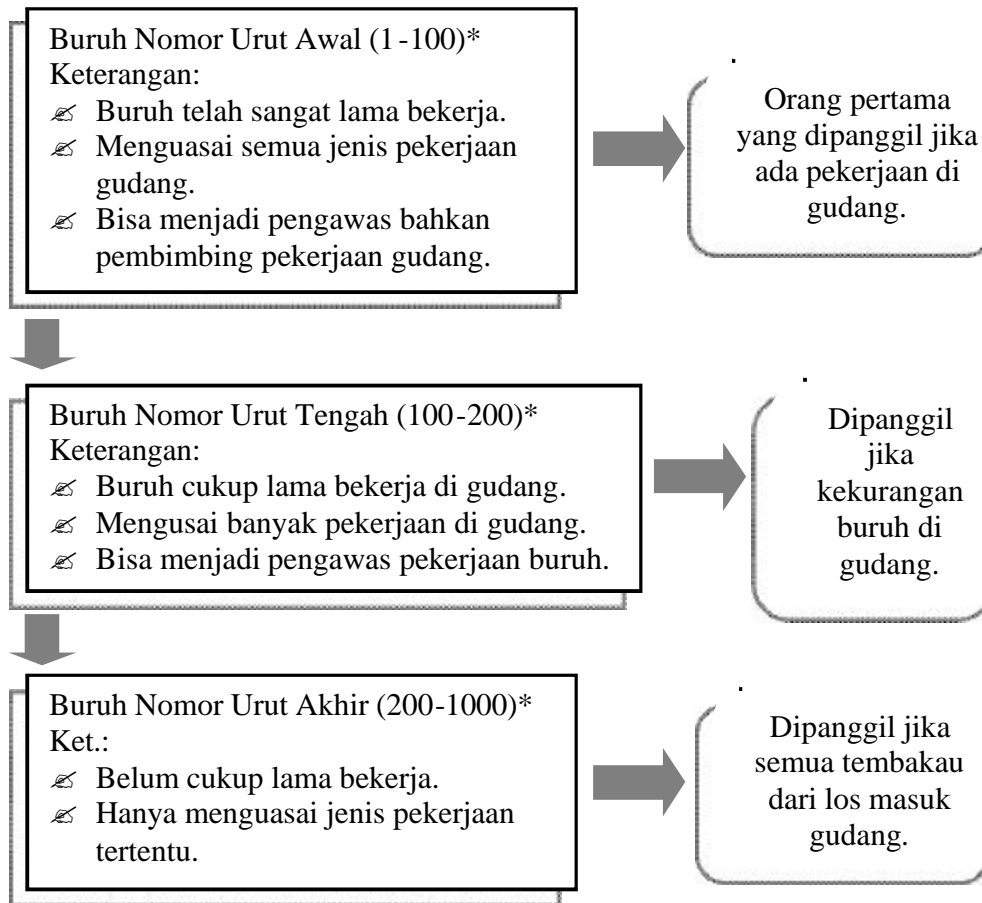 Buruh Nomor Urut Awal (1-100)*
Keterangan:
Buruh telah sangat lama bekerja.
Menguasai semua jenis pekerjaan
gudang.
Bisa menjadi pengawas bahkan
pembimbing pekerjaan gudang.
Orang pertama
yang dipanggil jika
ada pekerjaan di
gudang.
Buruh Nomor Urut Tengah (100-200)*
Keterangan:
Buruh cukup lama bekerja di gudang.
Mengusai banyak pekerjaan di gudang.
Bisa menjadi pengawas pekerjaan buruh.
Dipanggil
jika
kekurangan
buruh di
gudang.
Buruh Nomor Urut Akhir (200-1000)*
Ket.:
Belum cukup lama bekerja.
Hanya menguasai jenis pekerjaan
tertentu.
Dipanggil jika
semua tembakau
dari los masuk
gudang.